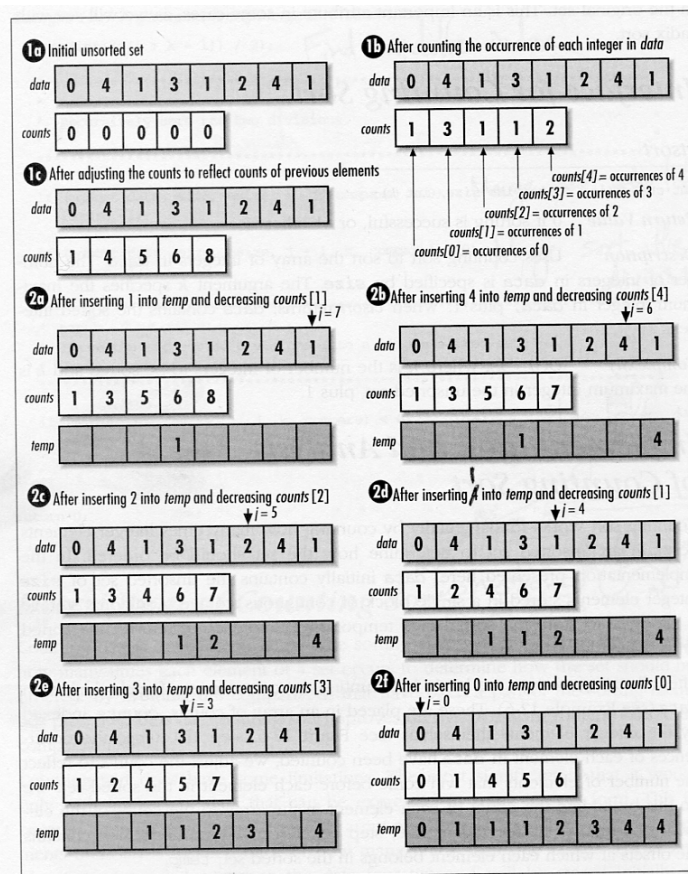 1a Initial unsorted set
data 0 4 1 3 1 2 4 1
counts 0 0 0 0 0
1b After counting the occurrence of each integer in data
data 0 4 1 3 1 2 4 1
counts 1 3 1 1 2
counts[4] = occurrences of 4
counts[3] = occurrences of 3
counts[2] = occurrences of 2
counts[1] = occurrences of 1
counts[0] = occurrences of 0
1c After adjusting the counts to reflect counts of previous elements
data 0 4 1 3 1 2 4 1
counts 1 4 5 6 8
2a After inserting 1 into temp and decreasing counts [1]
i = 7
data 0 4 1 3 1 2 4 1
counts 1 3 5 6 8
temp 1
2b After inserting 4 into temp and decreasing counts [4]
i = 6
data 0 4 1 3 1 2 4 1
counts 1 3 5 6 7
temp 1 4
2c After inserting 2 into temp and decreasing counts [2]
i = 5
data 0 4 1 3 1 2 4 1
counts 1 3 4 6 7
temp 1 2 4
2d After inserting into temp and decreasing counts [1]
i = 4
data 0 4 1 3 1 2 4 1
counts 1 2 4 6 7
temp 1 1 2 4
2e After inserting 3 into temp and decreasing counts [3]
i = 3
data 0 4 1 3 1 2 4 1
counts 1 2 4 5 7
temp 1 1 2 3 4
2f After inserting 0 into temp and decreasing counts [0]
i = 0
data 0 4 1 3 1 2 4 1
counts 0 1 4 5 6
temp 0 1 1 1 2 3 4 4